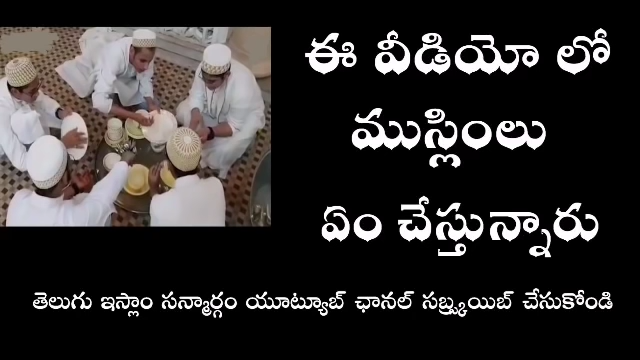 ఈ వీడియో లో
ముస్లింలు
ఏం చేస్తున్నారు
తెలుగు ఇస్లాం సన్మార్గం యూట్యూబ్ ఛానల్ సబ్స్క్రయిబ్ చేసుకోండి